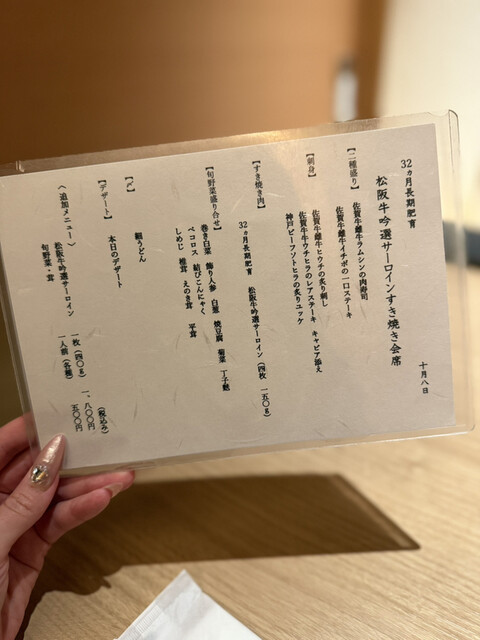 32ヵ月長期肥育
松阪牛吟選サーロインすき焼き会席
十月八日
【二種盛り】
佐賀雌牛ラムシンの肉寿司
佐賀雌牛イチボの一口ステーキ
【刺身】
佐賀雌牛ヒウチの炙り刺し
佐賀牛ウチヒラのレアステーキ キャビア添え
神戸ビーフソトヒラの炙りユッケ
【すき焼き肉】
32ヵ月長期肥育 松阪牛吟選サーロイン(四枚 一五〇g)
【旬野菜盛り合せ】
巻き白菜 飾り人参 白葱 焼豆腐 菊菜 丁子麩
ペコロス 結びこんにゃく
しめじ 椎茸 えのき茸 平茸
【〆】
絹うどん
【デザート】
本日のデザート
〈追加メニュー〉
(税込み)
松阪牛吟選サーロイン 一枚(四〇g) 一、八〇〇円
旬野菜・茸 一人前(各種) 五〇〇円